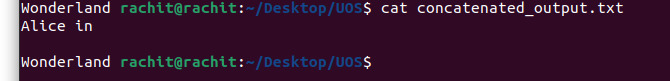 Wonderland rachit@rachit:~/Desktop/UOS$ cat concatenated_output.txt
Alice in
Wonderland rachit@rachit:~/Desktop/UOS$